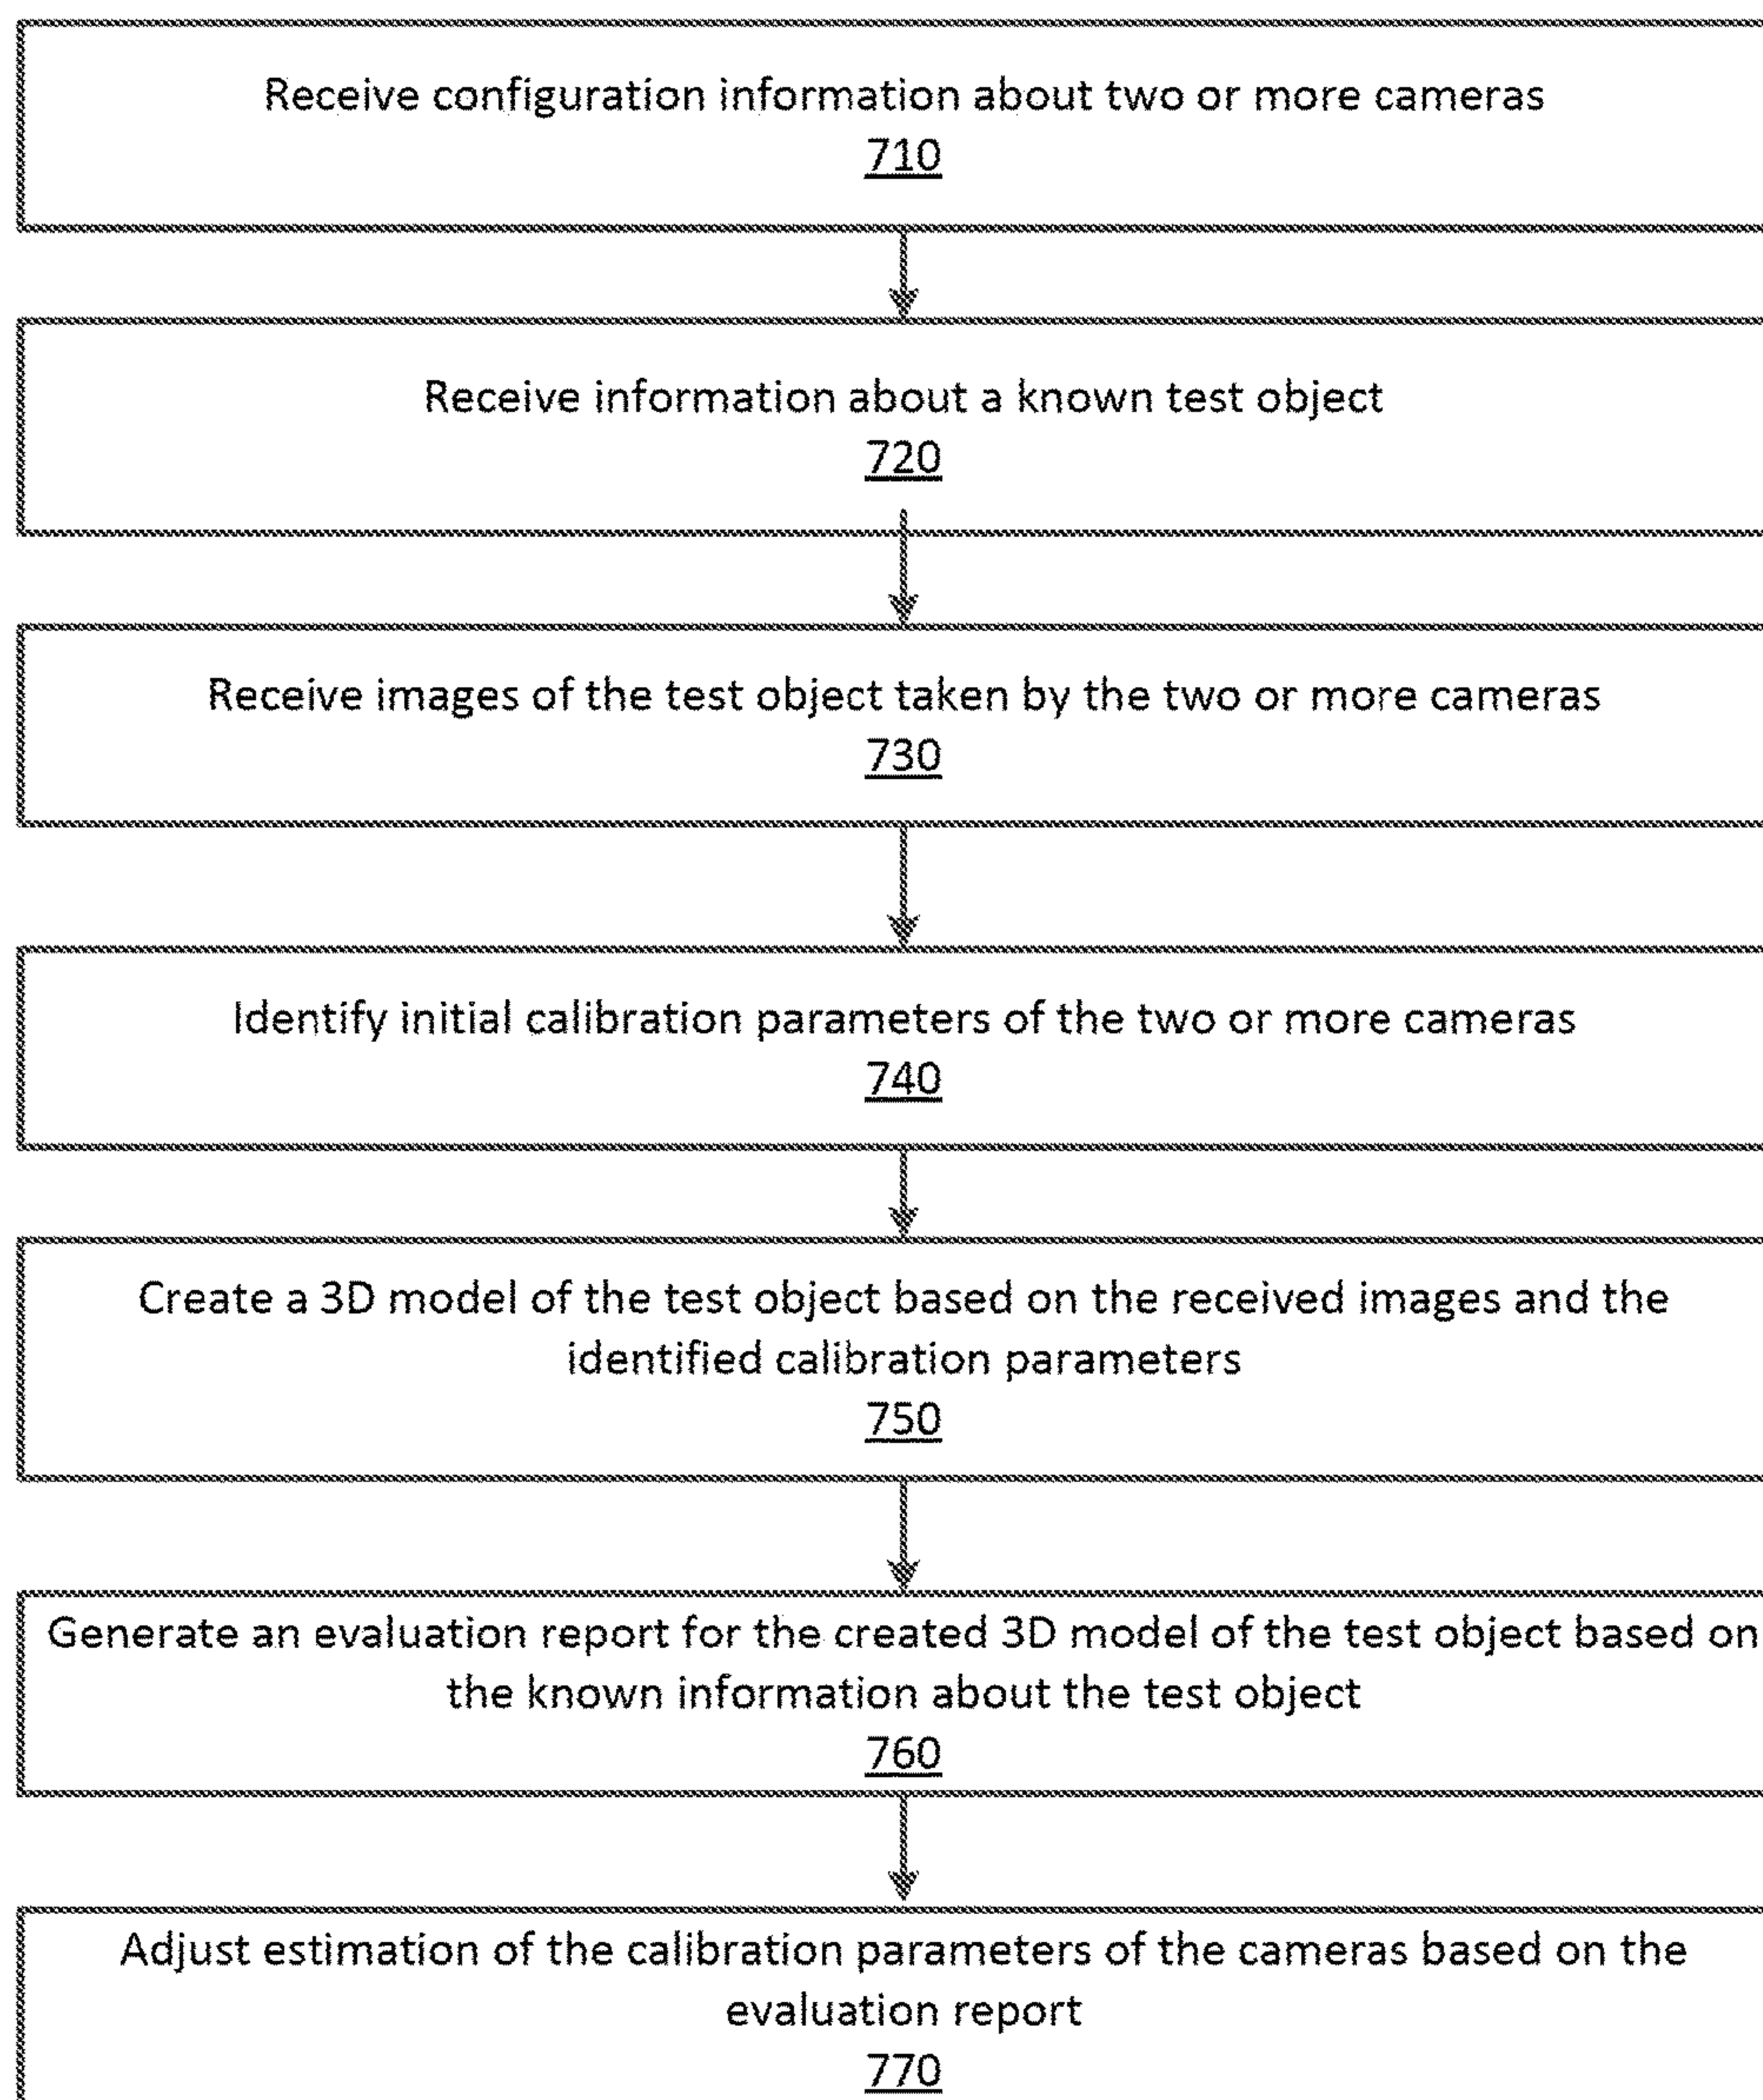 Receive configuration information about two or more cameras
710
Receive information about a known test object
720
Receive images of the test object taken by the two or more cameras
730
Identify initial calibration parameters of the two or more cameras
740
Create a 3D model of the test object based on the received images and the
identified calibration parameters
750
Generate an evaluation report for the created 3D model of the test object based on
the known information about the test object
760
Adjust estimation of the calibration parameters of the cameras based on the
evaluation report
770